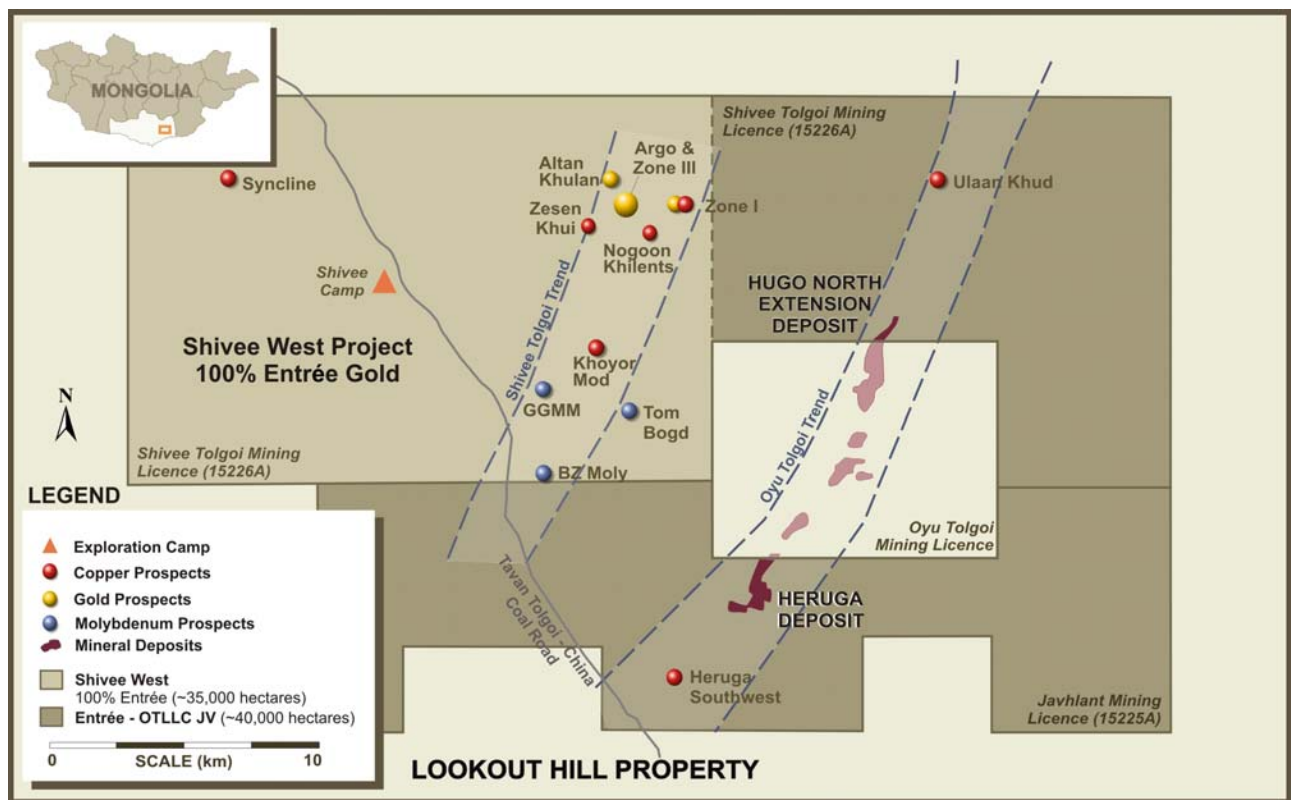 MONGOLIA
Shivee Tolgoi Mining
Licence (15226A)
Syncline
Altan
Khulan
Argo &
Zone III
Zone I
Ulaan Khud
Zesen
Khui
Nogoon
Khilents
Shivee
Camp
HUGO NORTH
EXTENSION
DEPOSIT
Shivee West Project
100% Entrée Gold
Shivee Tolgoi Trend
Khoyor
Mod
GGMM
Tom
Bogd
N
Oyu Tolgoi Trend
Shivee Tolgoi Mining
Licence (15226A)
BZ Moly
Oyu Tolgoi
Mining Licence
Tavan Tolgoi - China
Coal Road
HERUGA
DEPOSIT
Heruga
Southwest
Javhlant Mining
Licence (15225A)
LEGEND
Exploration Camp
Copper Prospects
Gold Prospects
Molybdenum Prospects
Mineral Deposits
Shivee West
100% Entrée (~35,000 hectares)
Entrée - OTLLC JV (~40,000 hectares)
0 SCALE (km) 10
LOOKOUT HILL PROPERTY